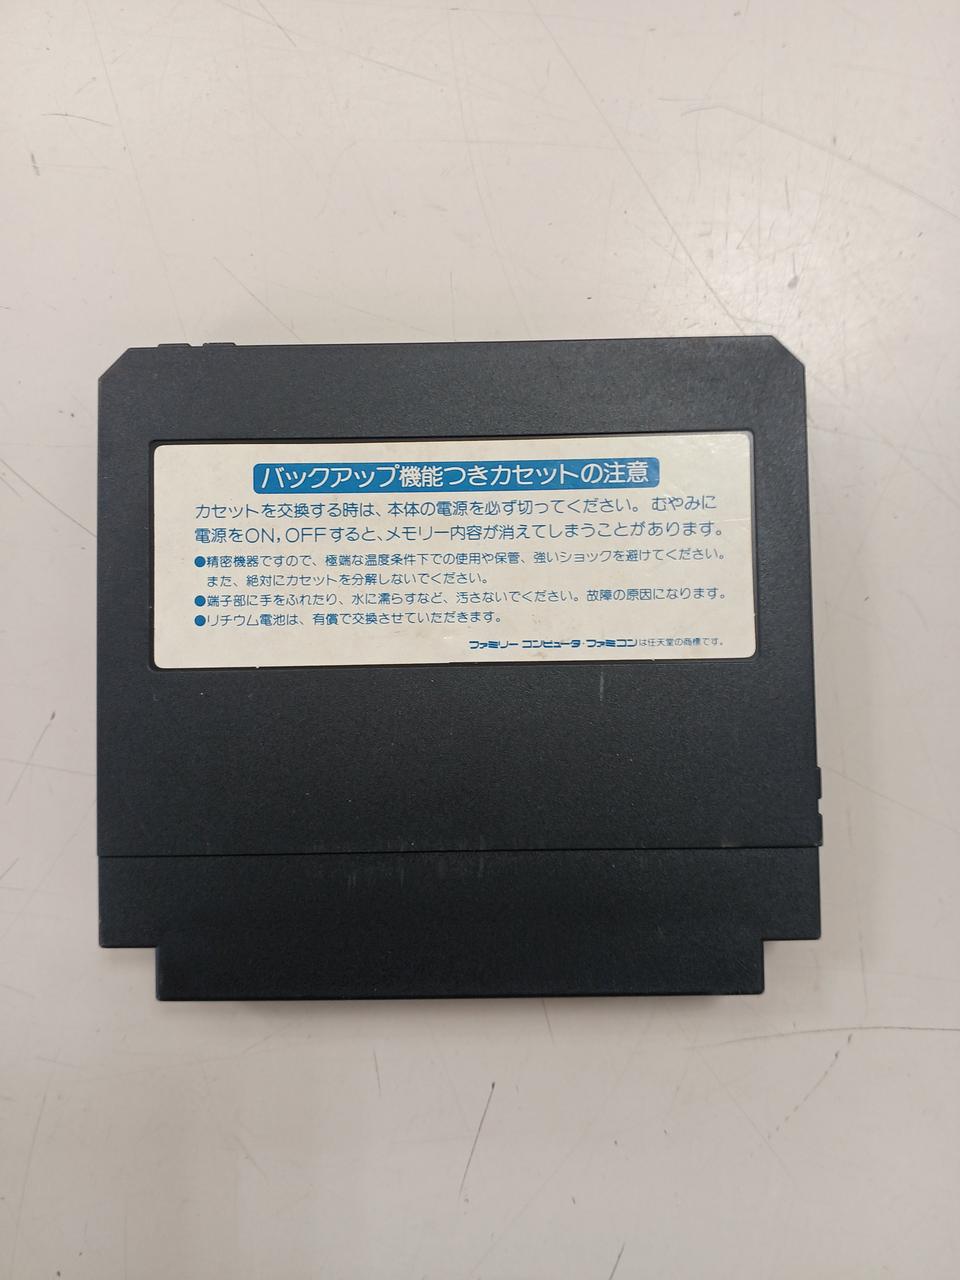 バックアップ機能つきカセットの注意
カセットを交換する時は、本体の電源を必ず切ってください。むやみに
電源をON,OFFすると、メモリー内容が消えてしまうことがあります。
●精密機器ですので、極端な温度条件下での使用や保管、強いショックを避けてください。
また、絶対にカセットを分解しないでください。
●端子部に手をふれたり、水に濡らすなど、汚さないでください。故障の原因になります。
●リチウム電池は、有償で交換させていただきます。
ファミリーコンピュータ・ファミコンは任天堂の商標です。